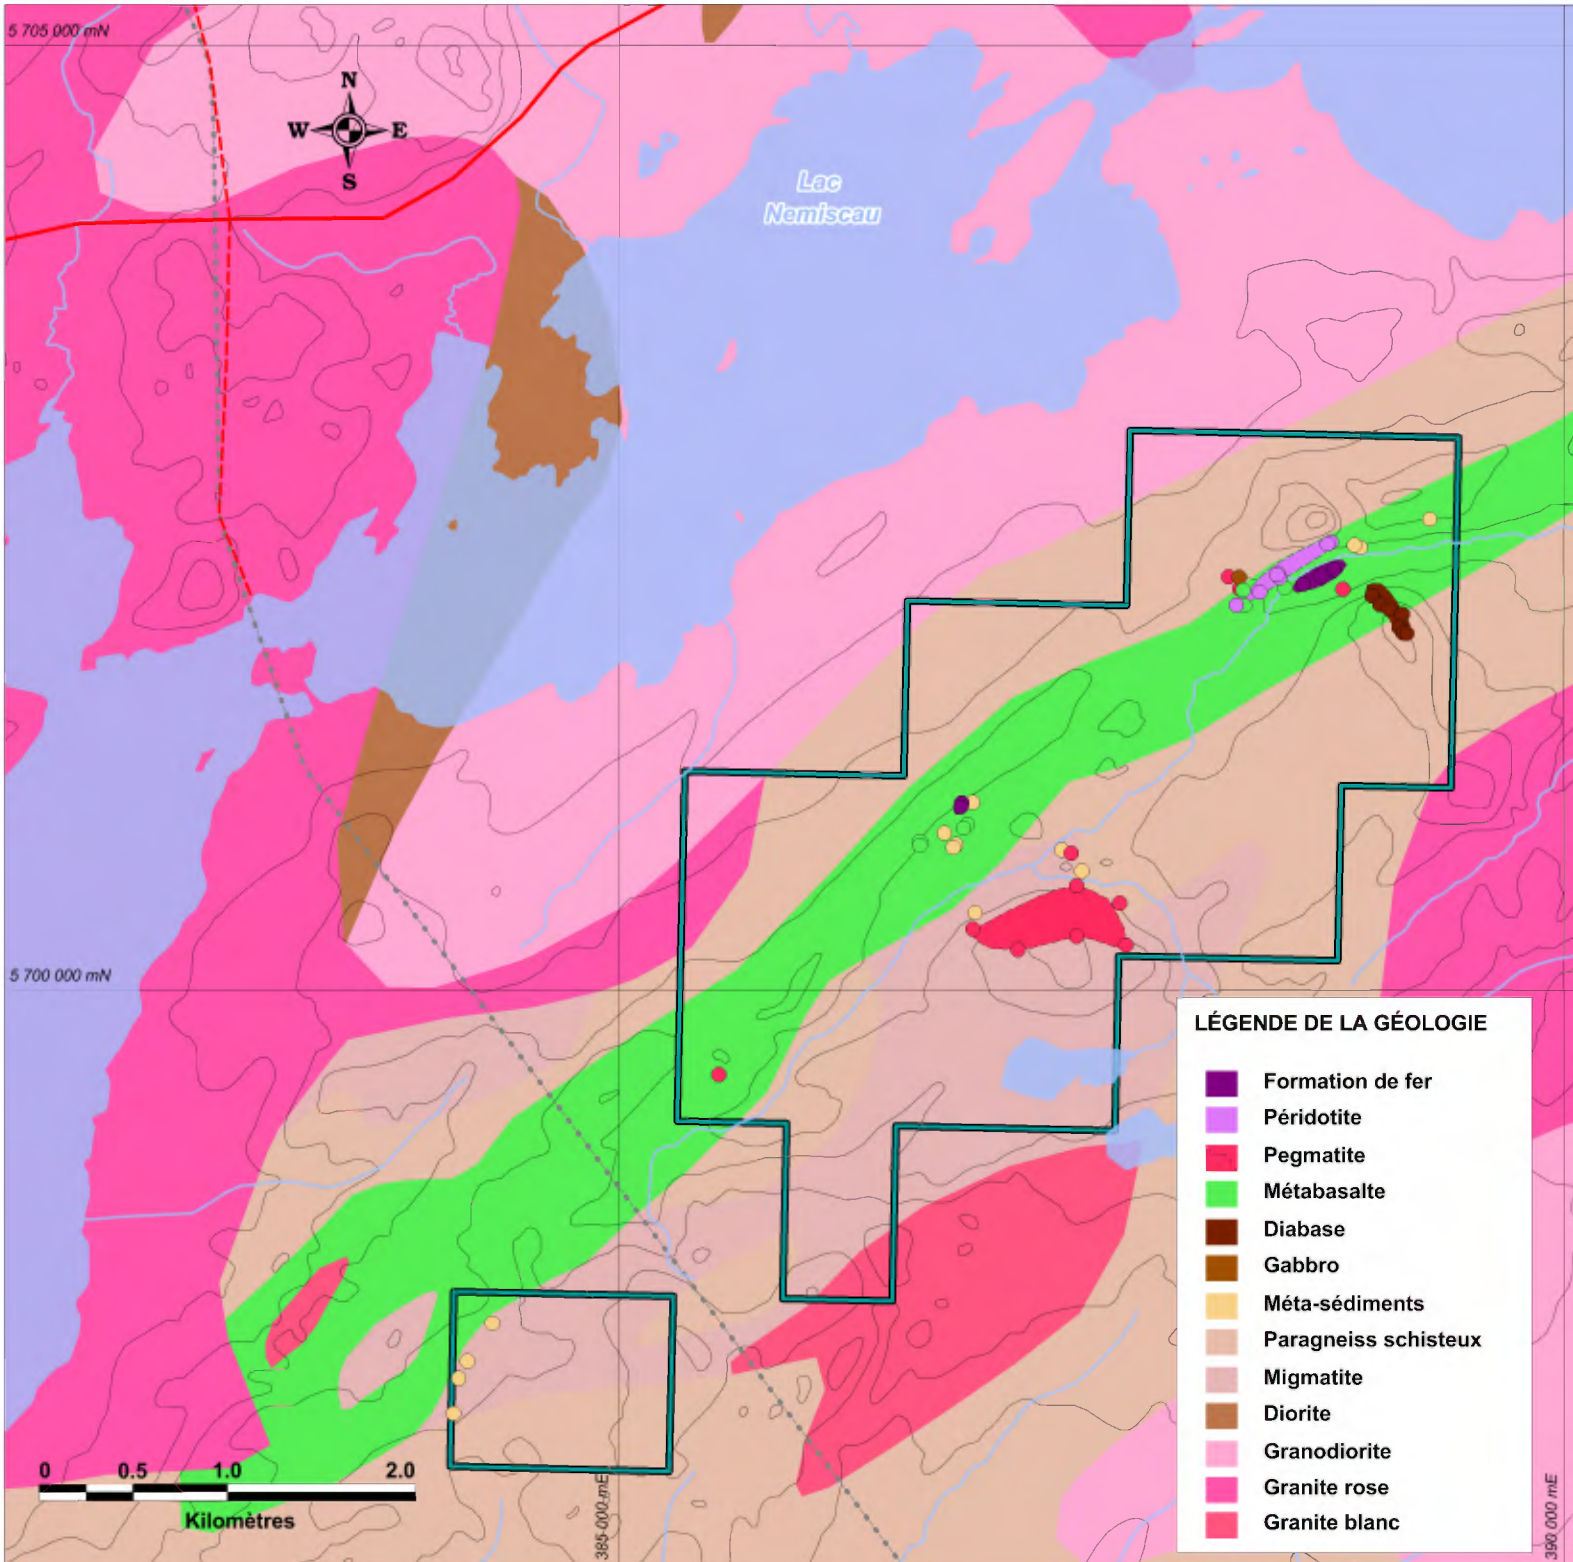 5 705 000 mN
N
W E
S
Lac
Nemiscau
5 700 000 mN
LÉGENDE DE LA GÉOLOGIE
Formation de fer
Péridotite
Pegmatite
Métabasalte
Diabase
Gabbro
Méta-sédiments
Paragneiss schisteux
Migmatite
Diorite
Granodiorite
Granite rose
Granite blanc
0 0.5 1.0 2.0
Kilomètres
385 000 mE
390 000 mE